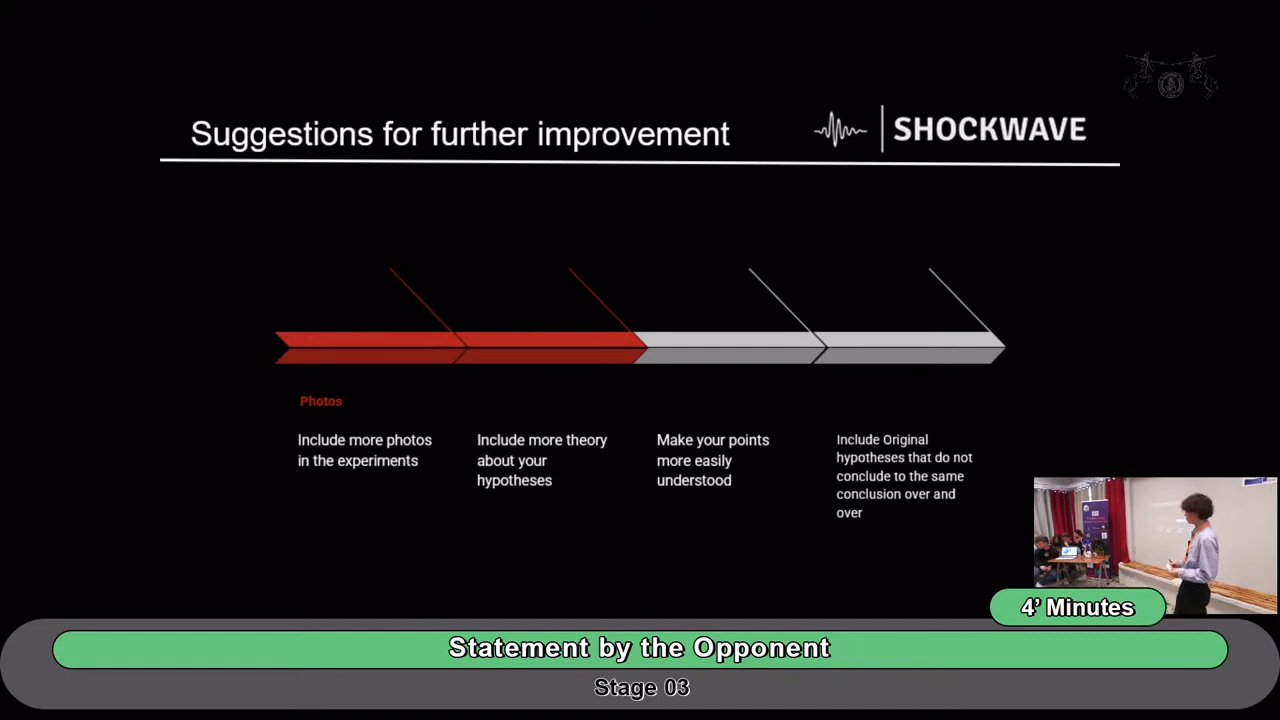 Suggestions for further improvement
SHOCKWAVE
Photos
Include more photos
in the experiments
Include more theory
about your
hypotheses
Make your points
more easily
understood
Include Original
hypotheses that do not
conclude to the same
conclusion over and
over
4’ Minutes
Statement by the Opponent
Stage 03